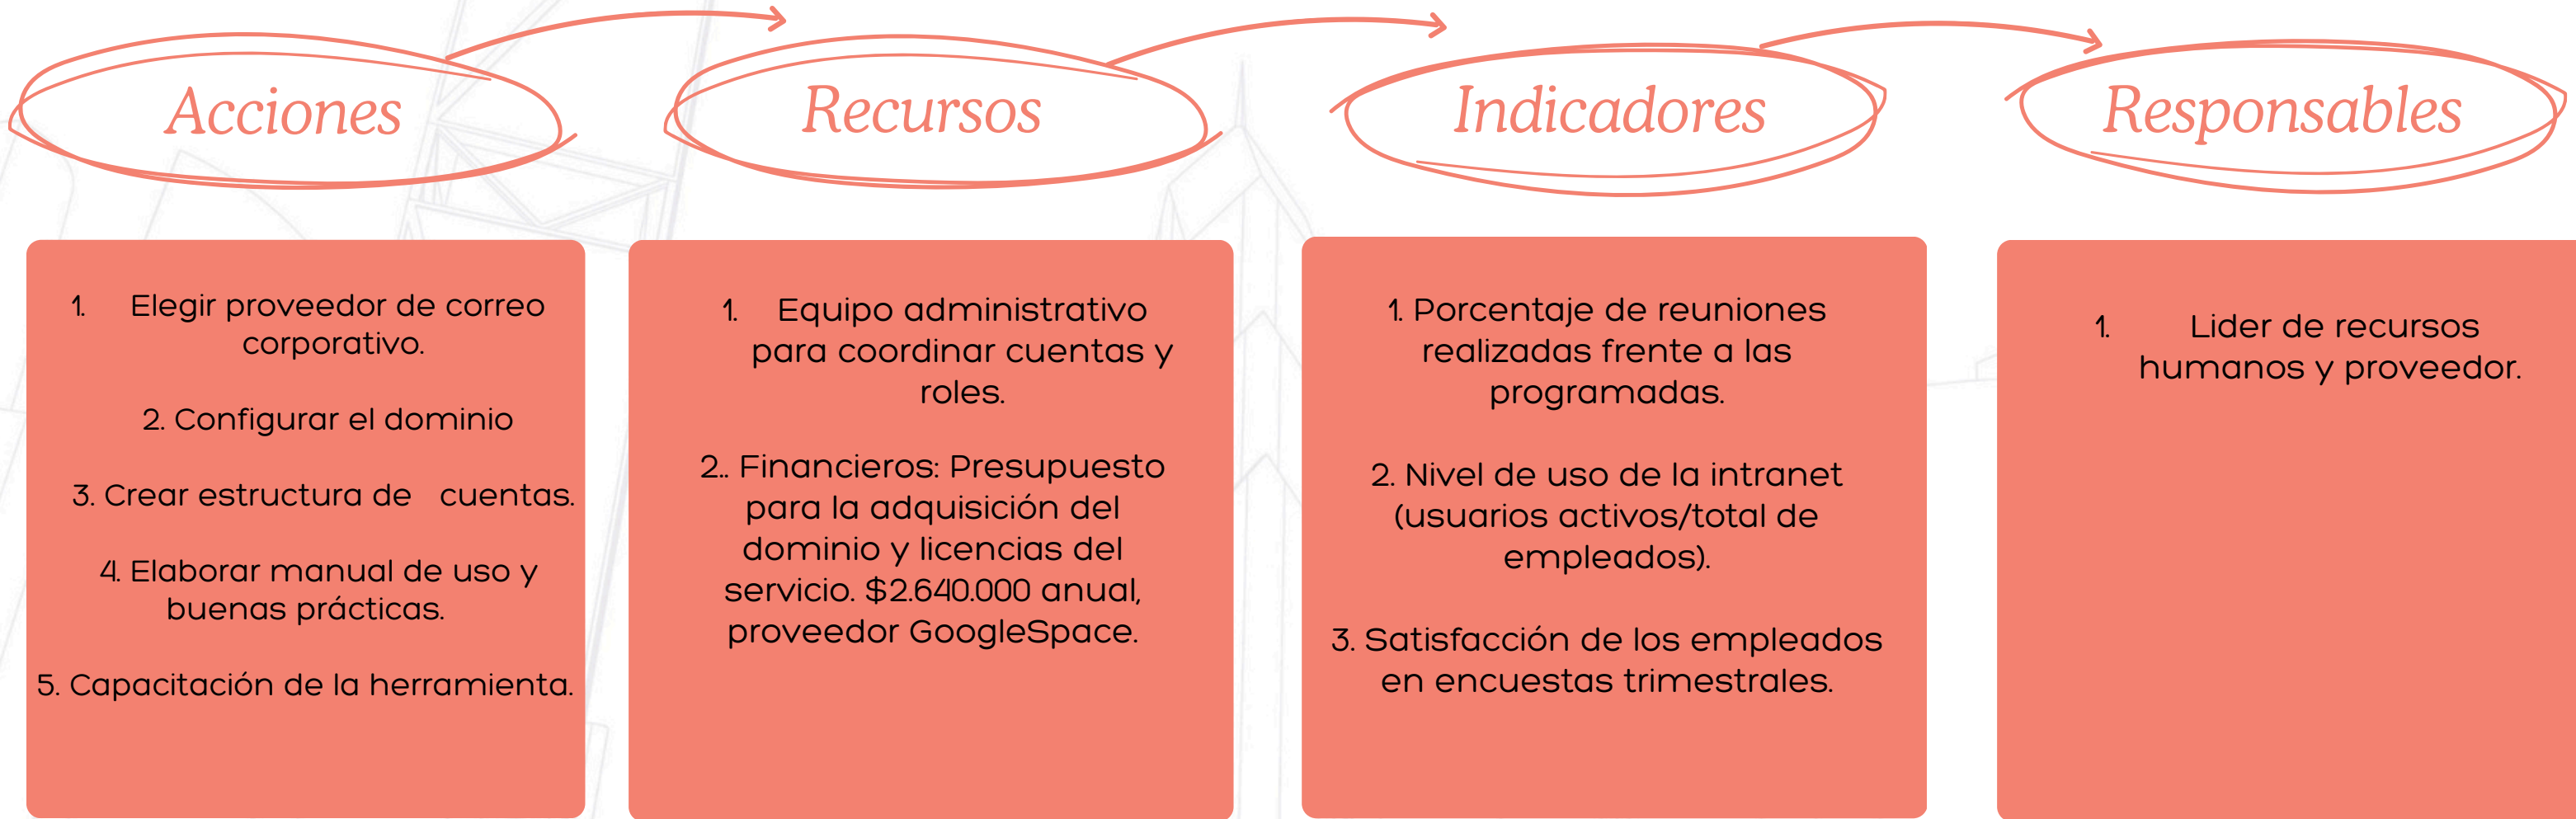 Acciones
Recursos
Indicadores
Responsables
1. Elegir proveedor de correo
corporativo.
2. Configurar el dominio
3. Crear estructura de cuentas.
4. Elaborar manual de uso y
buenas prácticas.
5. Capacitación de la herramienta.
1. Equipo administrativo
para coordinar cuentas y
roles.
2.. Financieros: Presupuesto
para la adquisición del
dominio y licencias del
servicio. $2.640.000 anual,
proveedor GoogleSpace.
1. Porcentaje de reuniones
realizadas frente a las
programadas.
2. Nivel de uso de la intranet
(usuarios activos/total de
empleados).
3. Satisfacción de los empleados
en encuestas trimestrales.
1. Lider de recursos
humanos y proveedor.